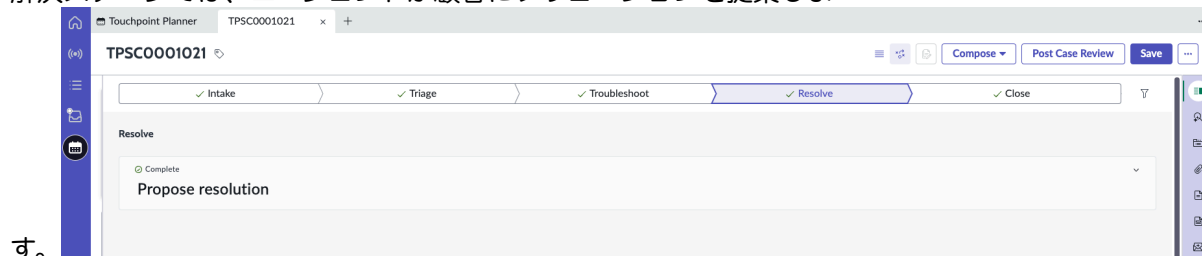 Touchpoint Planner TPSC0001021 × +
TPSC0001021 Compose Post Case Review Save
Intake Triage Troubleshoot Resolve Close
Resolve
Complete
Propose resolution
す。